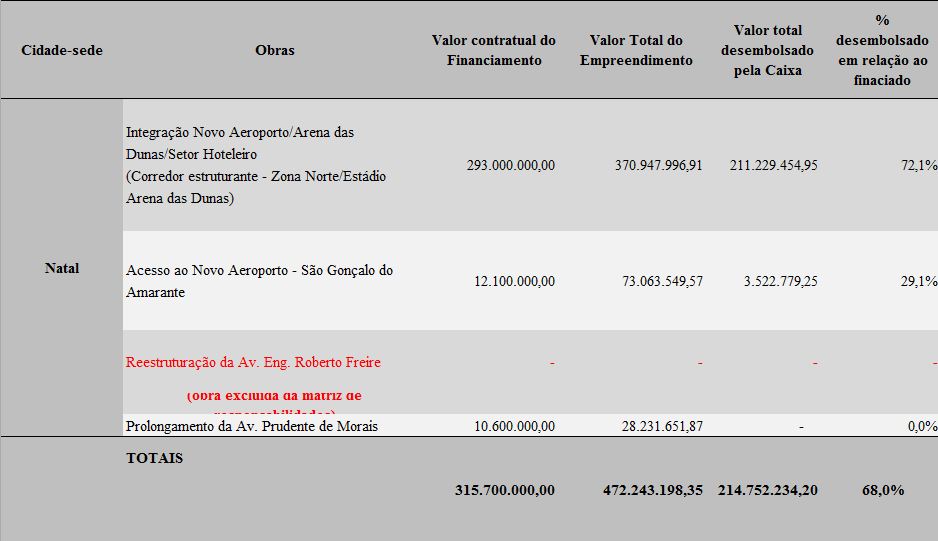 Cidade-sede
Obras
Valor contratual do
Financiamento
Valor Total do
Empreendimento
Valor total
desembolsado
pela Caixa
%
desembolsado
em relação ao
finaciado
Natal
Integração Novo Aeroporto/Arena das
Dunas/Setor Hoteleiro
(Corredor estruturante - Zona Norte/Estádio
Arena das Dunas)
293.000.000,00 370.947.996,91 211.229.454,95 72,1%
Acesso ao Novo Aeroporto - São Gonçalo do
Amarante
12.100.000,00 73.063.549,57 3.522.779,25 29,1%
Reestruturação da Av. Eng. Roberto Freire - - - -
(obra excluída da matriz de
responsabilidades)
Prolongamento da Av. Prudente de Morais 10.600.000,00 28.231.651,87 - 0,0%
TOTAIS
315.700.000,00 472.243.198,35 214.752.234,20 68,0%